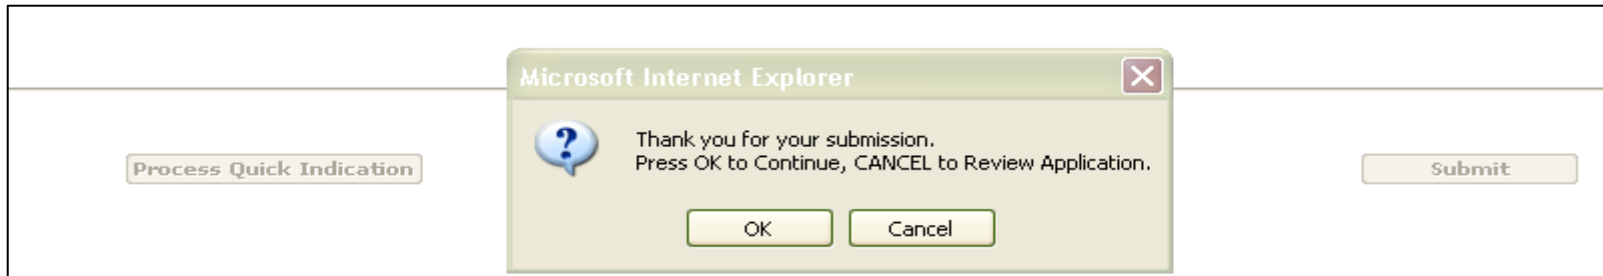 Microsoft Internet Explorer
Thank you for your submission.
Press OK to Continue, CANCEL to Review Application.
Process Quick Indication
Submit
OK
Cancel